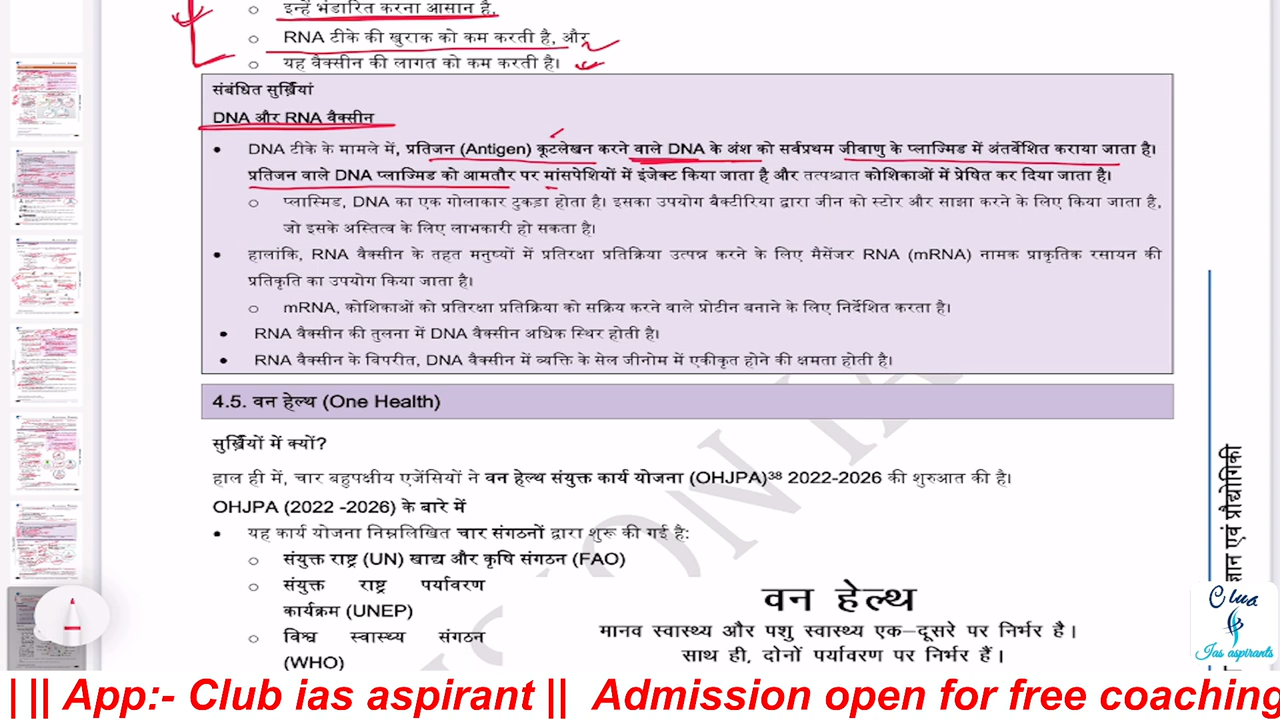 इन्हें भंडारित करना आसान है,
RNA टीके की खुराक को कम करती है, और
यह वैक्सीन की लागत को कम करती है।
संबंधित सुर्ख़ियां
DNA और RNA वैक्सीन
DNA टीके के मामले में, प्रतिजन कूटलेखन करने वाले DNA के अंश को सर्वप्रथम जीवाणु के प्लाज्मिड में अंतर्वेशित कराया जाता है।
प्रतिजन वाले DNA प्लाज्मिड को आमतौर पर मांसपेशियों में इंजेक्ट किया जाता है और तत्पश्चात कोशिकाओं में प्रेषित कर दिया जाता है।
प्लाज्मिड, DNA का एक टुकड़ा होता है। इसका उपयोग बैक्टीरिया द्वारा जीन को और साझा करने के लिए किया जाता है,
जो इसके अस्तित्व के लिए लाभकारी हो सकता है।
हालांकि RNA वैक्सीन के तहत मनुष्यों में प्रतिरक्षा प्रतिक्रिया उत्पन्न करने के लिए मैसेंजर RNA (mRNA) नामक प्राकृतिक रसायन की
प्रतिकृति का उपयोग किया जाता है।
mRNA, कोशिकाओं को प्रतिरक्षा प्रतिक्रिया को सक्रिय करने वाले प्रोटीन बनाने के लिए निर्देशित करता है।
RNA वैक्सीन की तुलना में DNA वैक्सीन अधिक स्थिर होती है।
RNA वैक्सीन के विपरीत, DNA में व्यक्ति के सेल जीनोम में एकीकृत होने की क्षमता होती है
4.5. वन हेल्थ (One Health)
सुर्ख़ियों में क्यों?
हाल ही में, चार बहुपक्षीय एजेंसियों ने वन हेल्थ संयुक्त कार्य योजना (OHJPA)³⁸ 2022-2026 की शुरुआत की है।
OHJPA (2022 -2026) के बारे में
यह कार्य योजना निम्नलिखित चार संगठनों द्वारा शुरू की गई है:
संयुक्त राष्ट्र (UN) खाद्य और कृषि संगठन (FAO)
संयुक्त राष्ट्र पर्यावरण
कार्यक्रम (UNEP)
विश्व स्वास्थ्य संगठन
(WHO)
वन हेल्थ
मानव स्वास्थ्य और पशु स्वास्थ्य एक–दूसरे पर निर्भर है।
साथ ही, दोनों पर्यावरण पर निर्भर हैं।
एवं प्रौद्योगिकी
Club
Ias aspirants
| || App:- Club ias aspirant || Admission open for free coaching